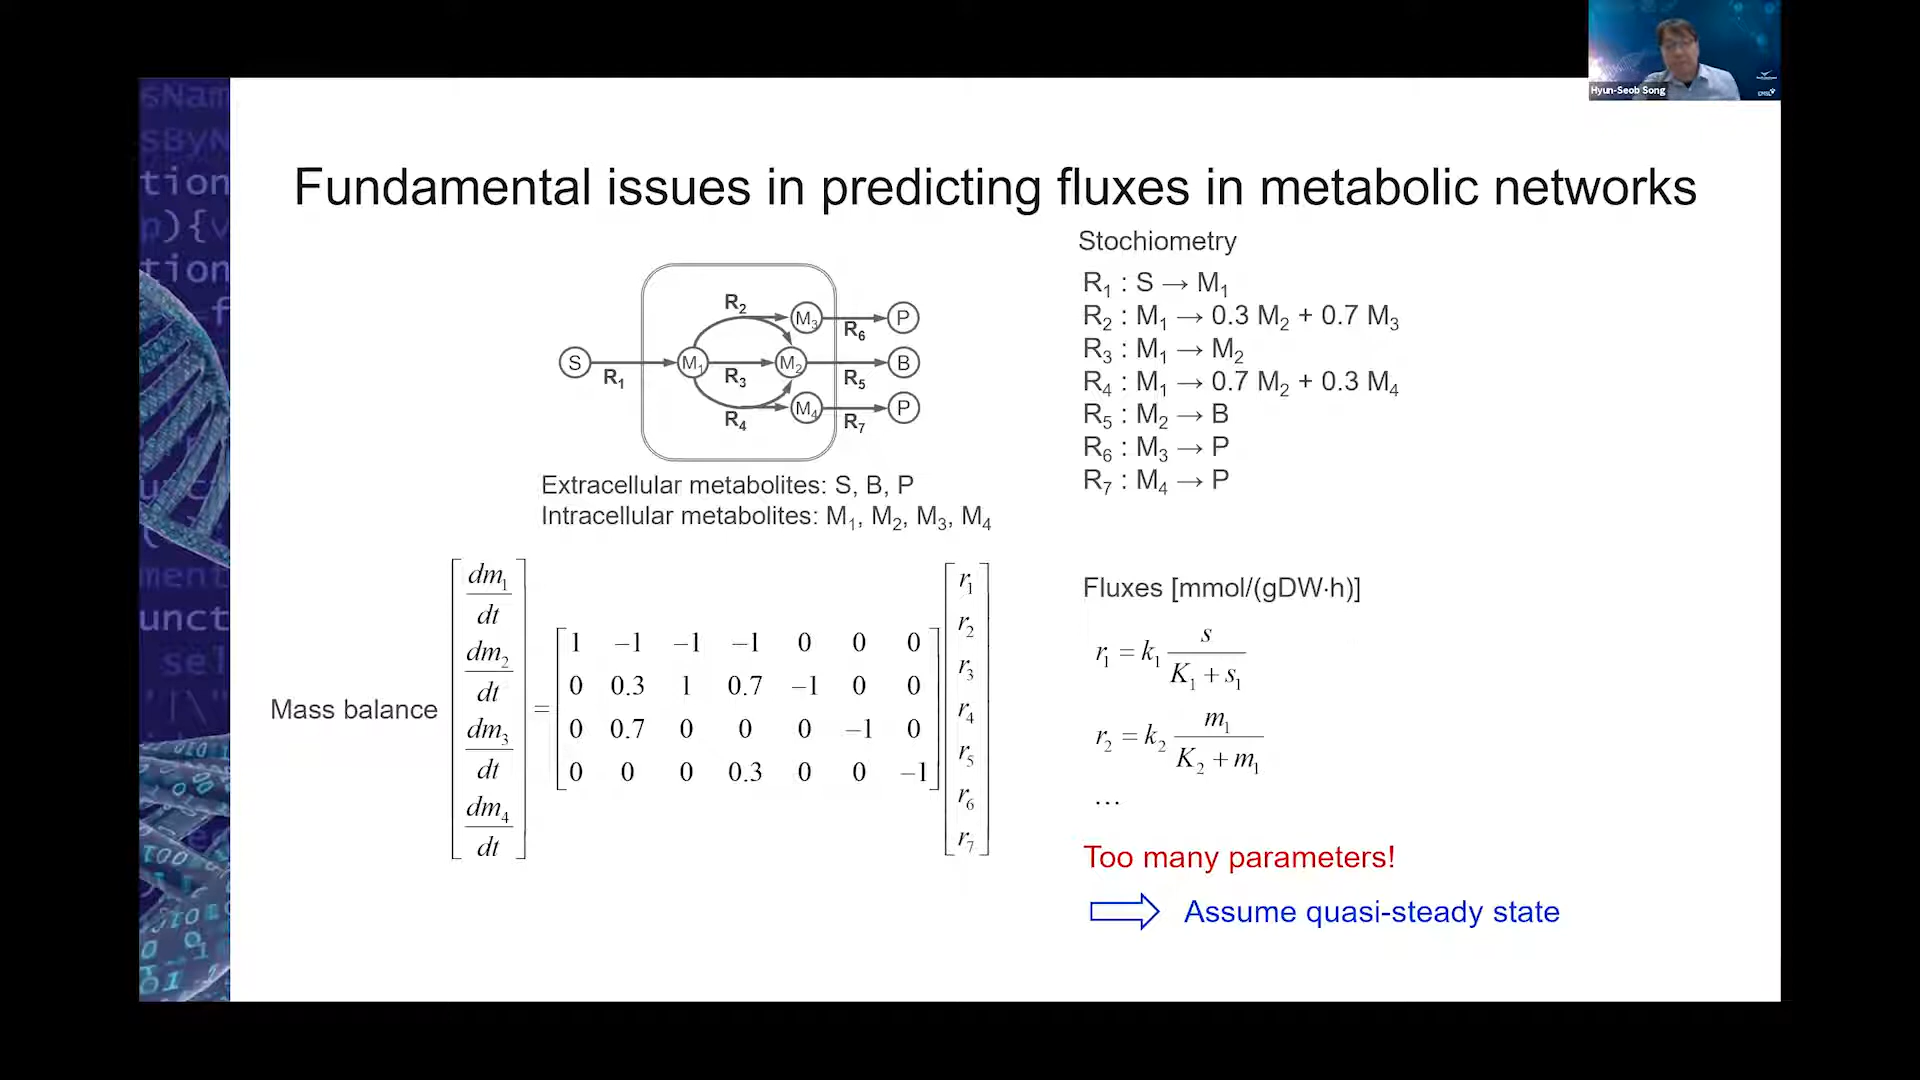 Hyun-Seob Song
Fundamental issues in predicting fluxes in metabolic networks
S
R₁
M₁
R₂
R₃
R₄
M₃
M₂
M₄
R₆
R₅
R₇
P
B
P
Extracellular metabolites: S, B, P
Intracellular metabolites: M₁, M₂, M₃, M₄
Stochiometry
R₁ : S → M₁
R₂ : M₁ → 0.3 M₂ + 0.7 M₃
R₃ : M₁ → M₂
R₄ : M₁ → 0.7 M₂ + 0.3 M₄
R₅ : M₂ → B
R₆ : M₃ → P
R₇ : M₄ → P
Mass balance
dm₁
dt
dm₂
dt
dm₃
dt
dm₄
dt
=
1 −1 −1 −1 0 0 0
0 0.3 1 0.7 −1 0 0
0 0.7 0 0 0 −1 0
0 0 0 0.3 0 0 −1
r₁
r₂
r₃
r₄
r₅
r₆
r₇
Fluxes [mmol/(gDW·h)]
r₁ = k₁ s / K₁ + s₁
r₂ = k₂ m₁ / K₂ + m₁
…
Too many parameters!
Assume quasi-steady state